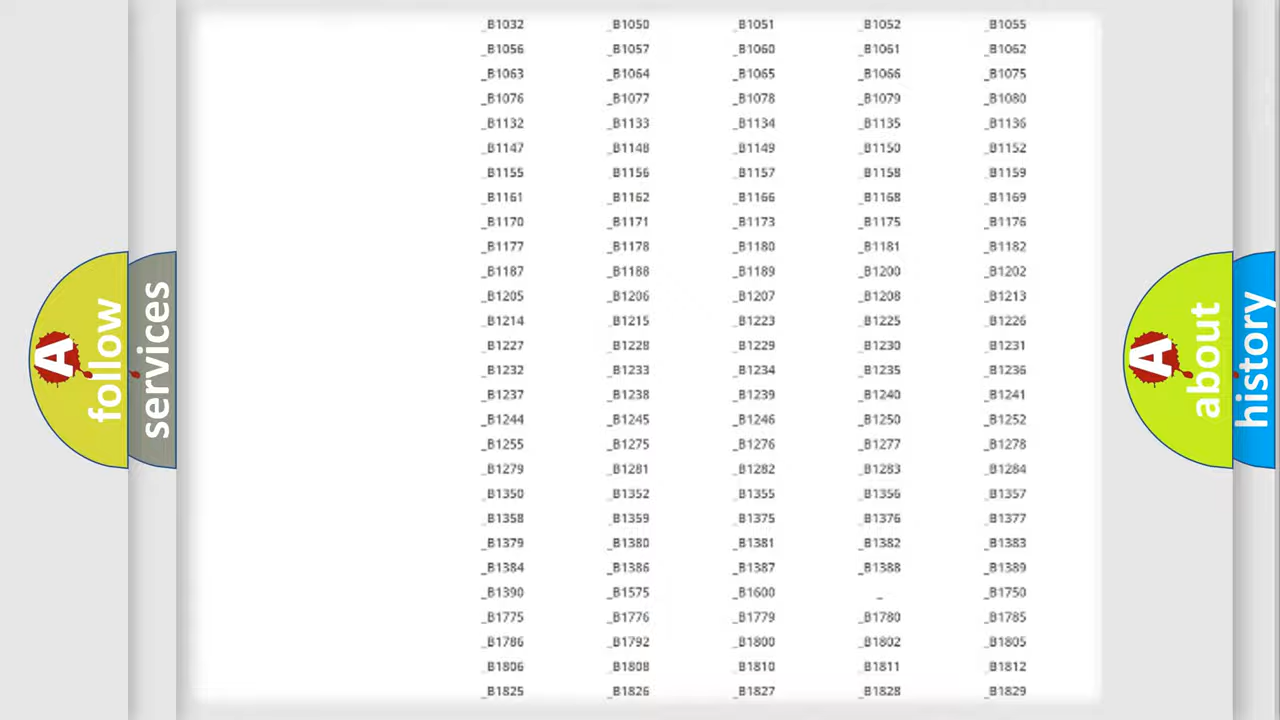 _B1032 _B1050 _B1051 _B1052 _B1055
_B1056 _B1057 _B1060 _B1061 _B1062
_B1063 _B1064 _B1065 _B1066 _B1075
_B1076 _B1077 _B1078 _B1079 _B1080
_B1132 _B1133 _B1134 _B1135 _B1136
_B1147 _B1148 _B1149 _B1150 _B1152
_B1155 _B1156 _B1157 _B1158 _B1159
_B1161 _B1162 _B1166 _B1168 _B1169
_B1170 _B1171 _B1173 _B1175 _B1176
_B1177 _B1178 _B1180 _B1181 _B1182
_B1187 _B1188 _B1189 _B1200 _B1202
_B1205 _B1206 _B1207 _B1208 _B1213
_B1214 _B1215 _B1223 _B1225 _B1226
_B1227 _B1228 _B1229 _B1230 _B1231
_B1232 _B1233 _B1234 _B1235 _B1236
_B1237 _B1238 _B1239 _B1240 _B1241
_B1244 _B1245 _B1246 _B1250 _B1252
_B1255 _B1275 _B1276 _B1277 _B1278
_B1279 _B1281 _B1282 _B1283 _B1284
_B1350 _B1352 _B1355 _B1356 _B1357
_B1358 _B1359 _B1375 _B1376 _B1377
_B1379 _B1380 _B1381 _B1382 _B1383
_B1384 _B1386 _B1387 _B1388 _B1389
_B1390 _B1575 _B1600 _ _B1750
_B1775 _B1776 _B1779 _B1780 _B1785
_B1786 _B1792 _B1800 _B1802 _B1805
_B1806 _B1808 _B1810 _B1811 _B1812
_B1825 _B1826 _B1827 _B1828 _B1829
A
follow
services
A
about
history